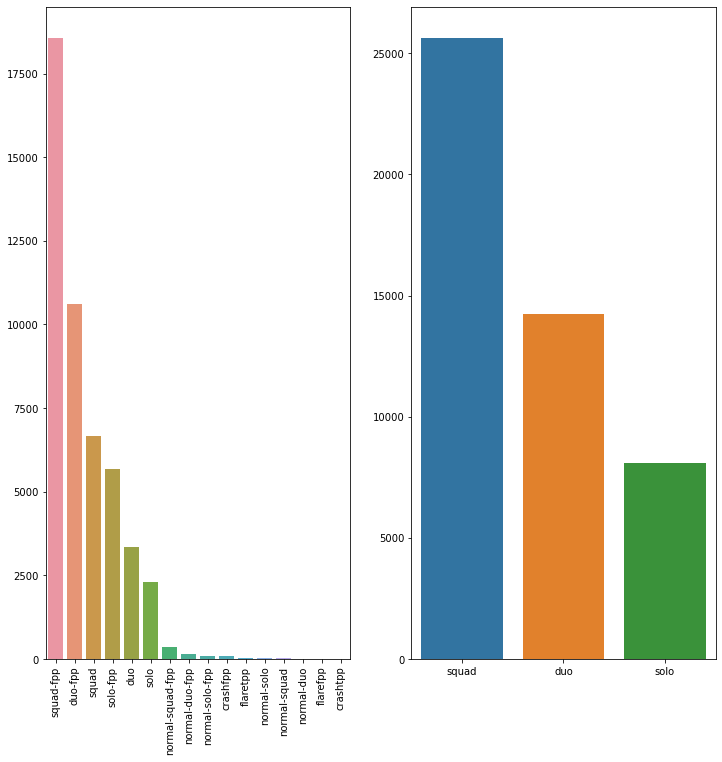 17500
15000
12500
10000
7500
5000
2500
0
squad-fpp
duo-fpp
squad
solo-fpp
duo
solo
normal-squad-fpp
normal-duo-fpp
normal-solo-fpp
crashfpp
flaretpp
normal-solo
normal-squad
normal-duo
flarefpp
crashtpp
25000
20000
15000
10000
5000
0
squad duo solo